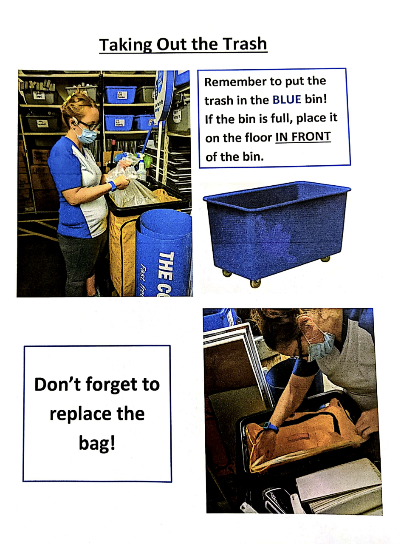 Taking Out the Trash
Remember to put the
trash in the BLUE bin!
If the bin is full, place it
on the floor IN FRONT
of the bin.
THE CO
Don't forget to
replace the
bag!